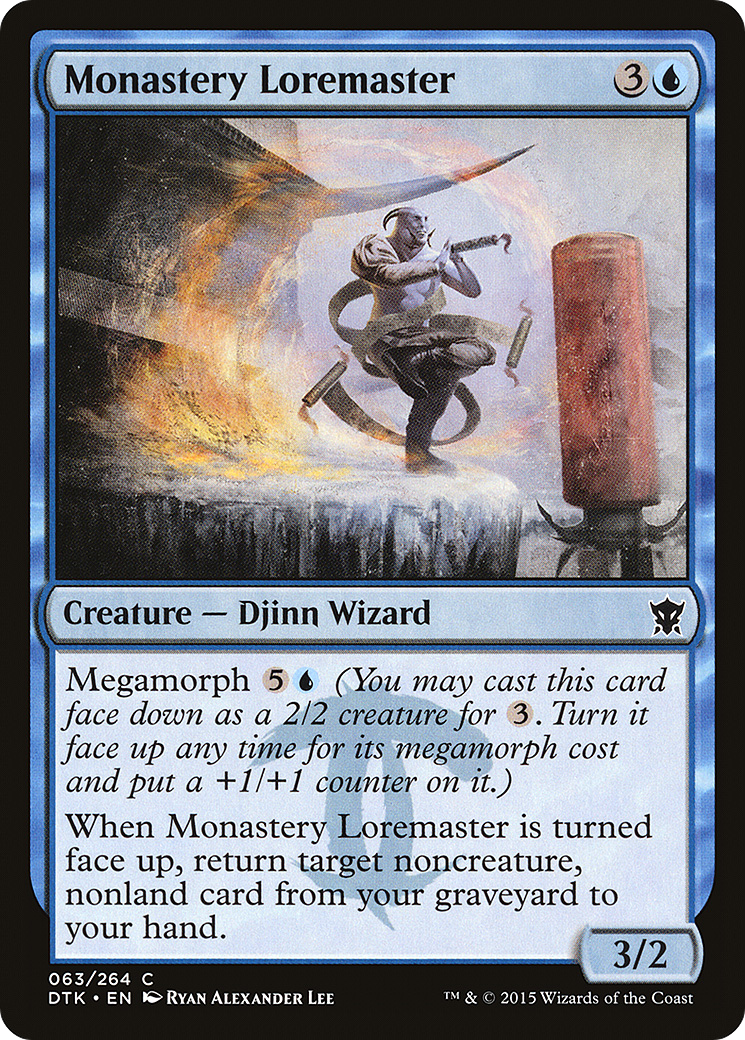 Monastery Loremaster 3
Creature — Djinn Wizard
Megamorph 5 (You may cast this card
face down as a 2/2 creature for 3. Turn it
face up any time for its megamorph cost
and put a +1/+1 counter on it.)
When Monastery Loremaster is turned
face up, return target noncreature,
nonland card from your graveyard to
your hand.
3/2
063/264 C
DTK • EN Ryan Alexander Lee
™ & © 2015 Wizards of the Coast